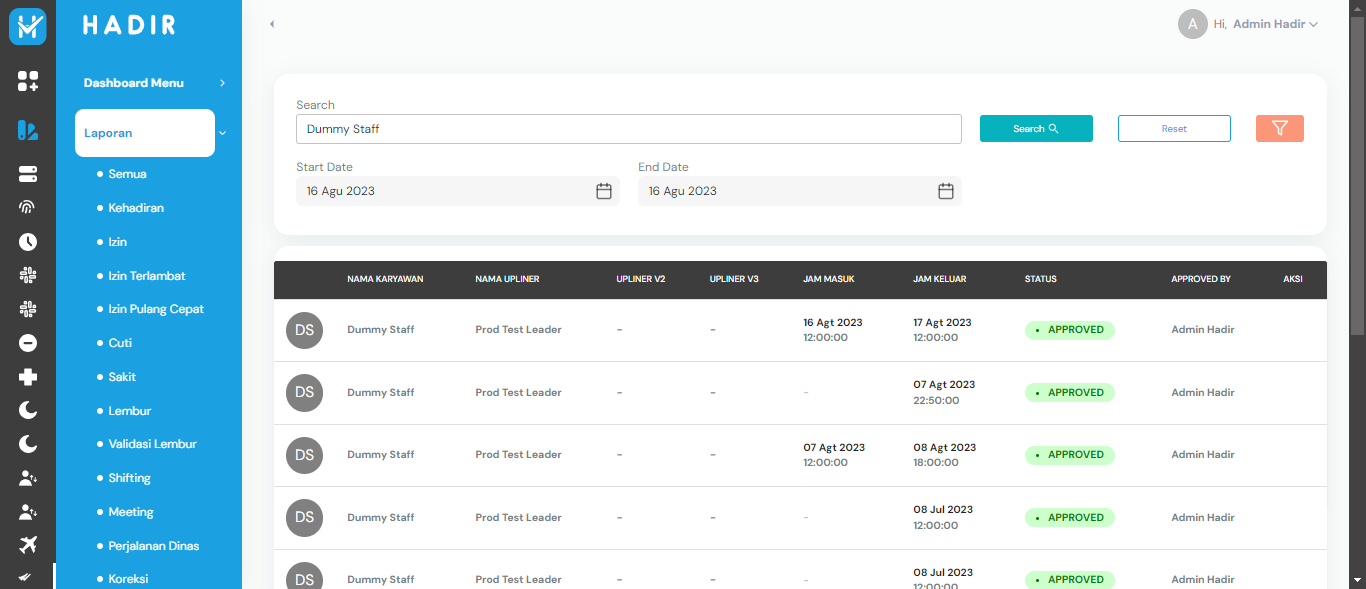 HADIR
A Hi, Admin Hadir
Dashboard Menu
Laporan
Semua
Kehadiran
Izin
Izin Terlambat
Izin Pulang Cepat
Cuti
Sakit
Lembur
Validasi Lembur
Shifting
Meeting
Perjalanan Dinas
Koreksi
Search
Dummy Staff
Search
Reset
Start Date
End Date
16 Agu 2023
16 Agu 2023
NAMA KARYAWAN NAMA UPLINER UPLINER V2 UPLINER V3 JAM MASUK JAM KELUAR STATUS APPROVED BY AKSI
DS Dummy Staff Prod Test Leader - - 16 Agt 2023 12:00:00 17 Agt 2023 12:00:00 • APPROVED Admin Hadir
DS Dummy Staff Prod Test Leader - - - 07 Agt 2023 22:50:00 • APPROVED Admin Hadir
DS Dummy Staff Prod Test Leader - - 07 Agt 2023 12:00:00 08 Agt 2023 18:00:00 • APPROVED Admin Hadir
DS Dummy Staff Prod Test Leader - - - 08 Jul 2023 12:00:00 • APPROVED Admin Hadir
DS Dummy Staff Prod Test Leader - - - 08 Jul 2023 12:00:00 • APPROVED Admin Hadir